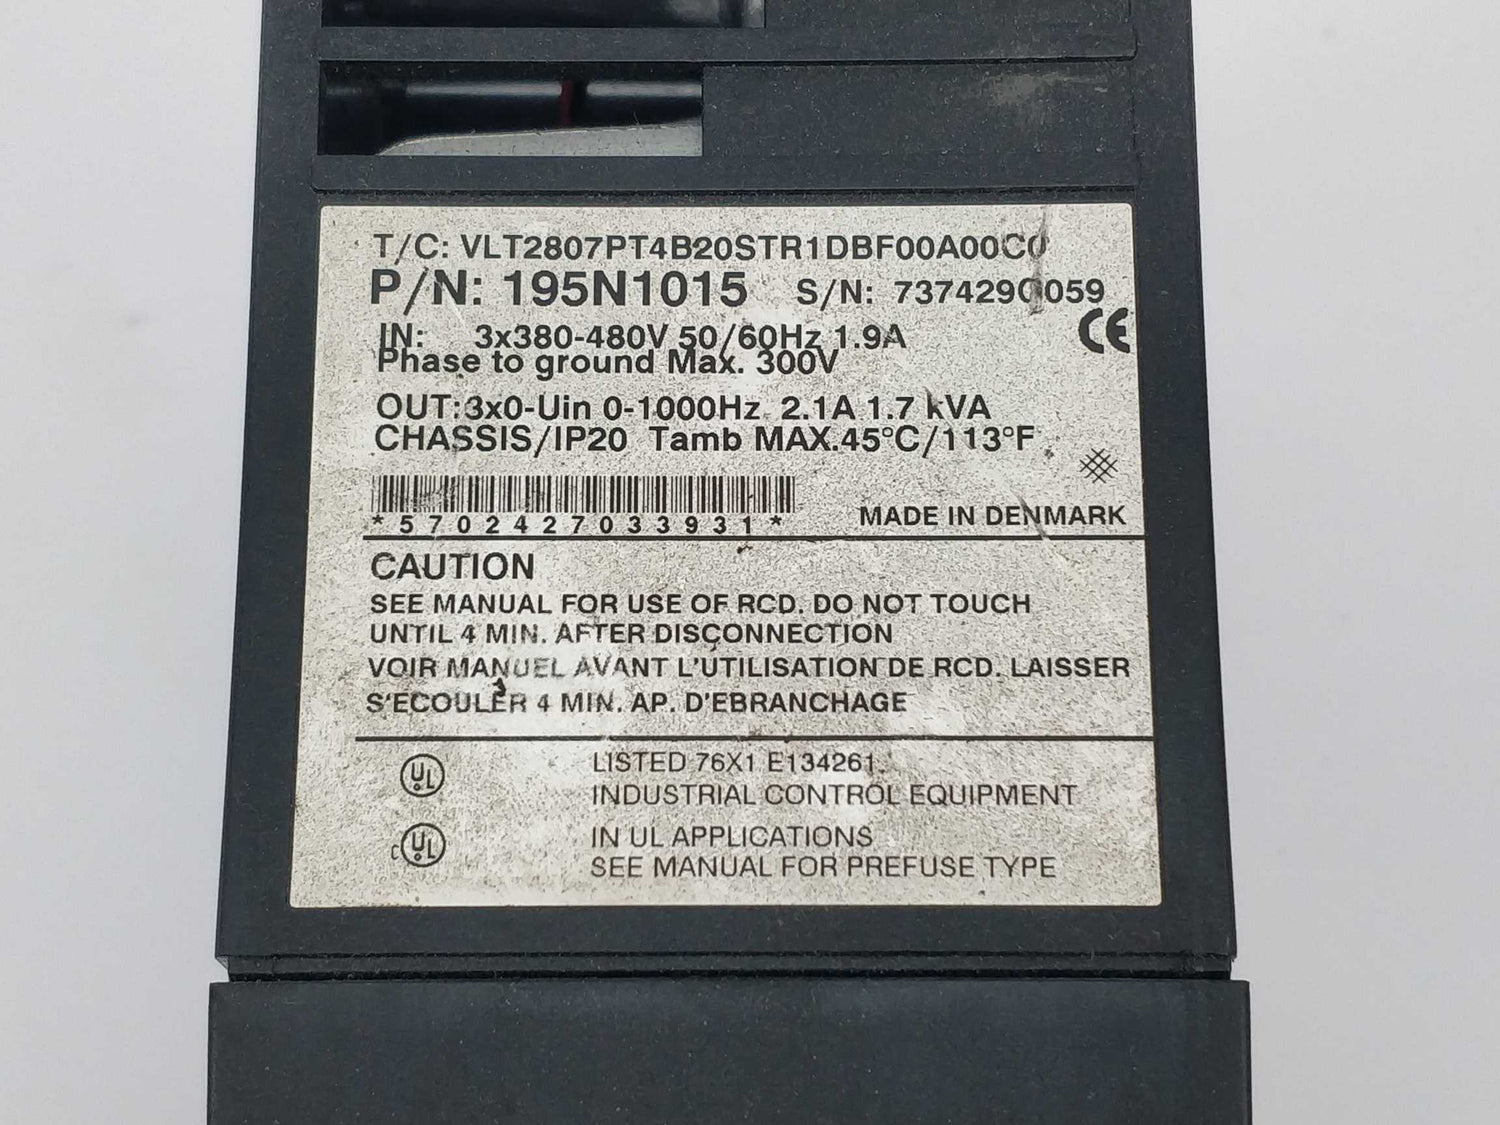 T/C: VLT2807PT4B20STR1DBF00A00C0
P/N: 195N1015 S/N: 737429G059
IN: 3x380-480V 50/60Hz 1.9A
Phase to ground Max. 300V
CE
OUT:3x0-Uin 0-1000Hz 2.1A 1.7 kVA
CHASSIS/IP20 Tamb MAX.45°C/113°F
*5702427033931*
MADE IN DENMARK
CAUTION
SEE MANUAL FOR USE OF RCD. DO NOT TOUCH
UNTIL 4 MIN. AFTER DISCONNECTION
VOIR MANUEL AVANT L'UTILISATION DE RCD. LAISSER
S'ECOULER 4 MIN. AP. D'EBRANCHAGE
UL
LISTED 76X1 E134261.
INDUSTRIAL CONTROL EQUIPMENT
c UL
IN UL APPLICATIONS
SEE MANUAL FOR PREFUSE TYPE